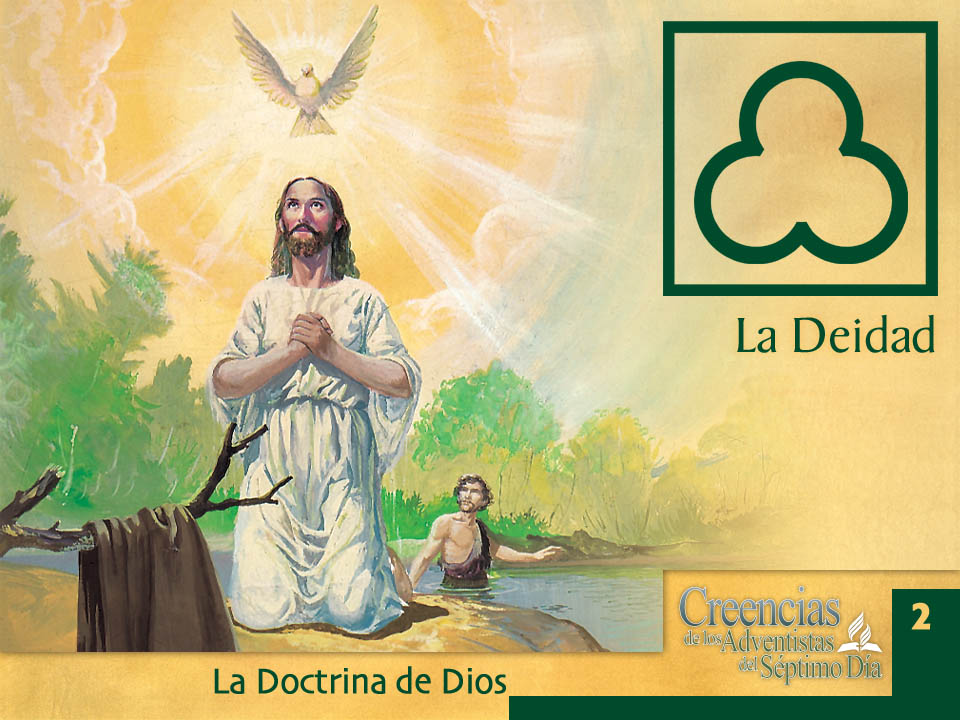 La Deidad
Creencias
de los Adventistas
del Séptimo Día
2
La Doctrina de Dios